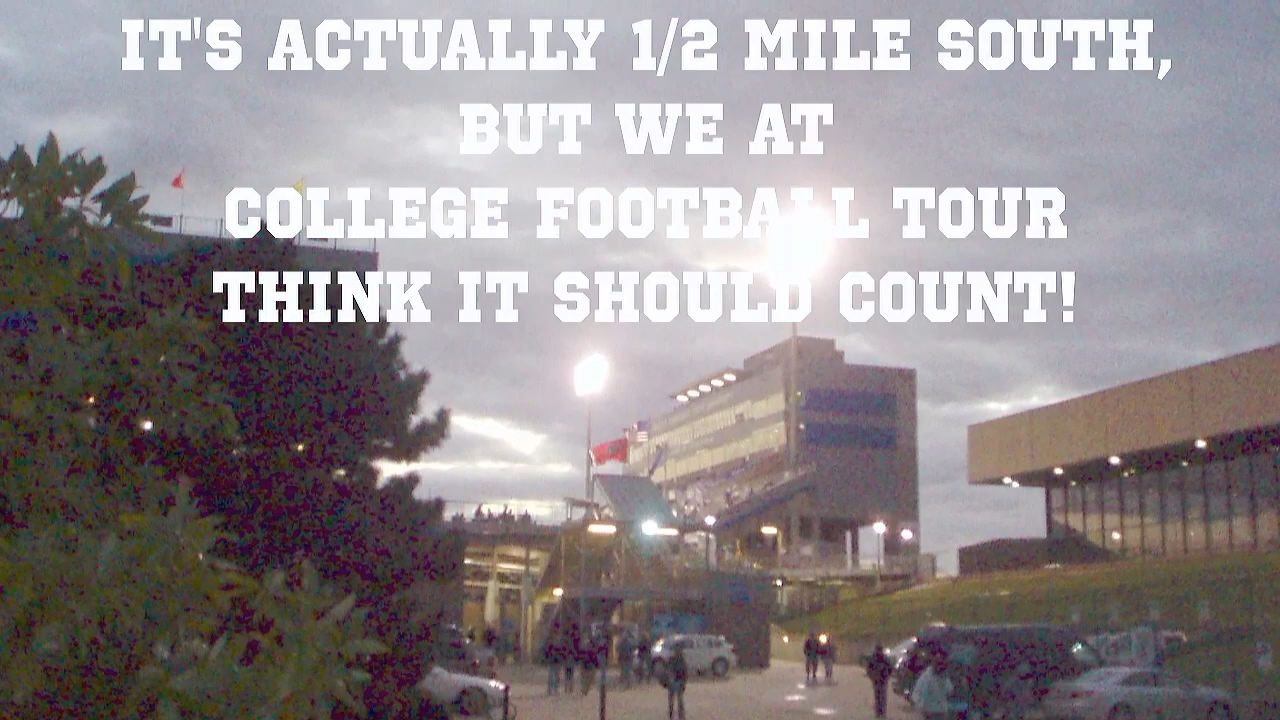 IT'S ACTUALLY 1/2 MILE SOUTH,
BUT WE AT
COLLEGE FOOTBALL TOUR
THINK IT SHOULD COUNT!